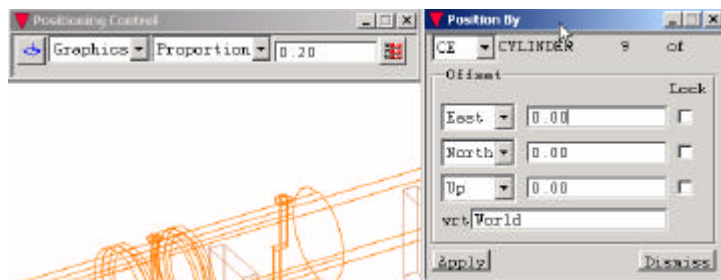 Positioning Control
Graphics Proportion 0.20
Position By
CE CYLINDER 9 of
Offset
Lock
East 0.00
North 0.00
Up 0.00
wrt World
Apply Dismiss